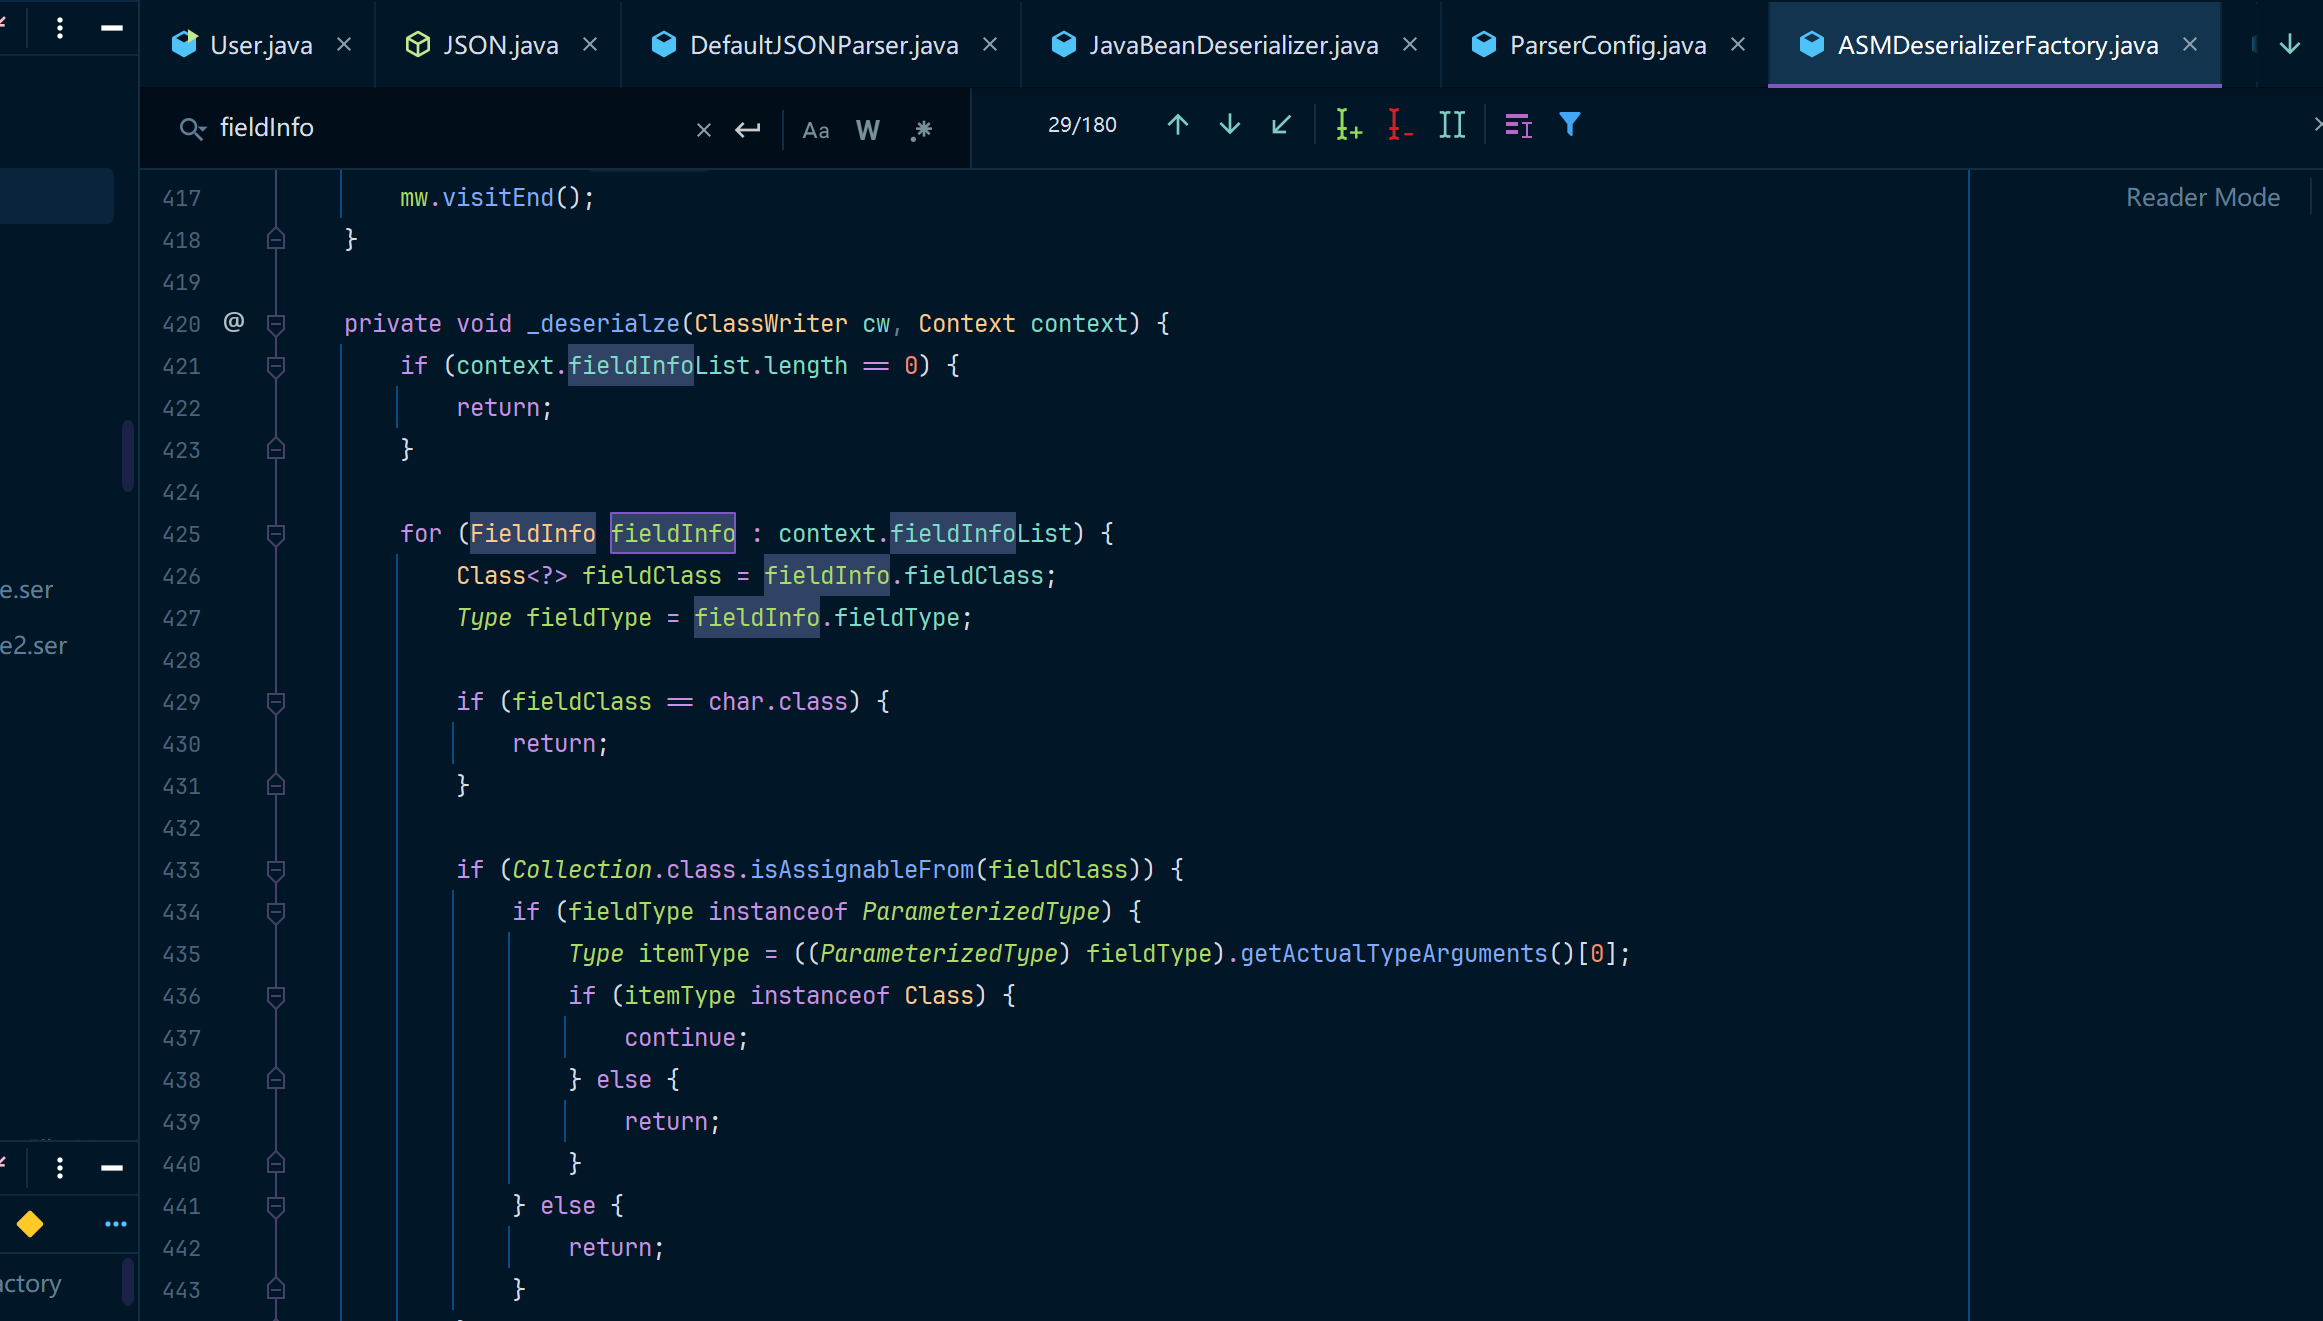 User.java
JSON.java
DefaultJSONParser.java
JavaBeanDeserializer.java
ParserConfig.java
ASMDeserializerFactory.java
fieldInfo
Aa W .*
29/180
Reader Mode
417 mw.visitEnd();
418 }
419
420 @ private void _deserialze(ClassWriter cw, Context context) {
421 if (context.fieldInfoList.length == 0) {
422 return;
423 }
424
425 for (FieldInfo fieldInfo : context.fieldInfoList) {
426 Class<?> fieldClass = fieldInfo.fieldClass;
427 Type fieldType = fieldInfo.fieldType;
428
429 if (fieldClass == char.class) {
430 return;
431 }
432
433 if (Collection.class.isAssignableFrom(fieldClass)) {
434 if (fieldType instanceof ParameterizedType) {
435 Type itemType = ((ParameterizedType) fieldType).getActualTypeArguments()[0];
436 if (itemType instanceof Class) {
437 continue;
438 } else {
439 return;
440 }
441 } else {
442 return;
443 }
e.ser
e2.ser
actory